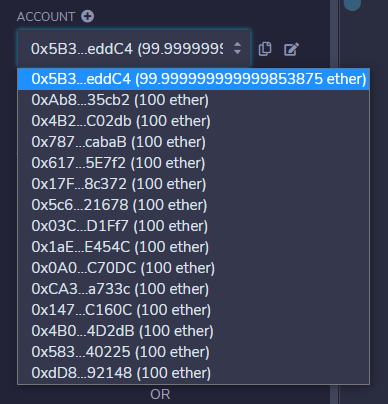 ACCOUNT
0x5B3...eddC4 (99.9999999
0x5B3...eddC4 (99.999999999999853875 ether)
0xAb8...35cb2 (100 ether)
0x4B2...C02db (100 ether)
0x787...cabaB (100 ether)
0x617...5E7f2 (100 ether)
0x17F...8c372 (100 ether)
0x5c6...21678 (100 ether)
0x03C...D1Ff7 (100 ether)
0x1aE...E454C (100 ether)
0x0A0...C70DC (100 ether)
0xCA3...a733c (100 ether)
0x147...C160C (100 ether)
0x4B0...4D2dB (100 ether)
0x583...40225 (100 ether)
0xdD8...92148 (100 ether)
OR